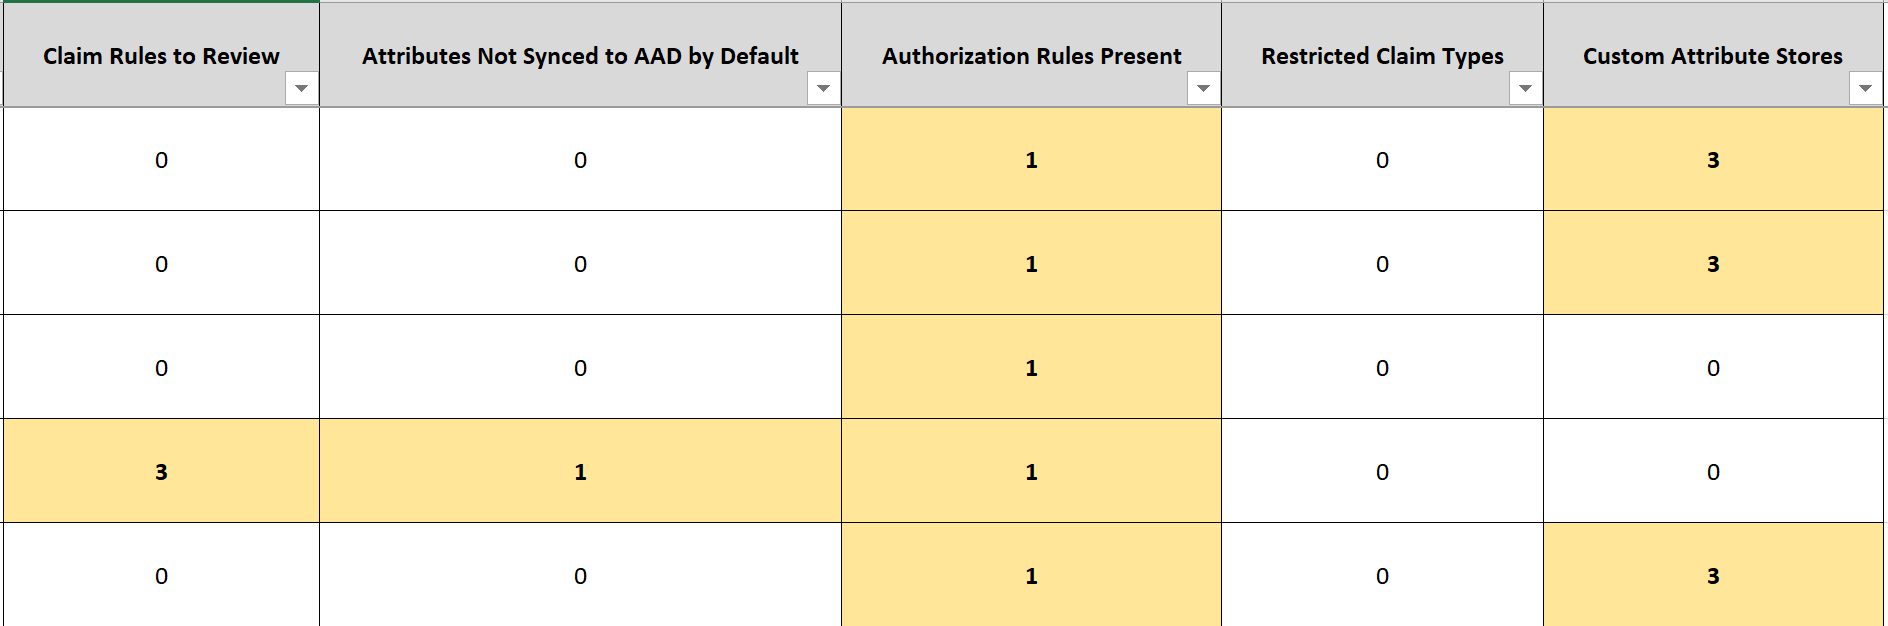 Claim Rules to Review Attributes Not Synced to AAD by Default Authorization Rules Present Restricted Claim Types Custom Attribute Stores
0 0 1 0 3
0 0 1 0 3
0 0 1 0 0
3 1 1 0 0
0 0 1 0 3